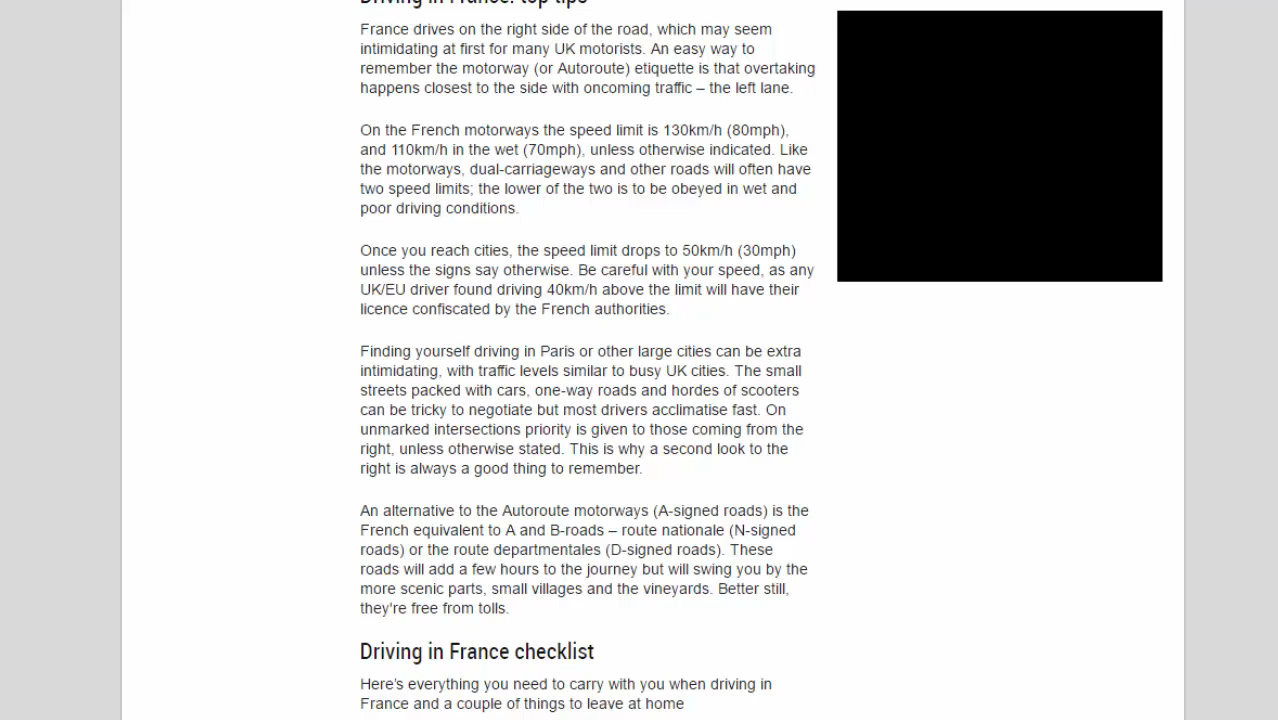 Driving in France: top tips
France drives on the right side of the road, which may seem
intimidating at first for many UK motorists. An easy way to
remember the motorway (or Autoroute) etiquette is that overtaking
happens closest to the side with oncoming traffic – the left lane.
On the French motorways the speed limit is 130km/h (80mph),
and 110km/h in the wet (70mph), unless otherwise indicated. Like
the motorways, dual-carriageways and other roads will often have
two speed limits; the lower of the two is to be obeyed in wet and
poor driving conditions.
Once you reach cities, the speed limit drops to 50km/h (30mph)
unless the signs say otherwise. Be careful with your speed, as any
UK/EU driver found driving 40km/h above the limit will have their
licence confiscated by the French authorities.
Finding yourself driving in Paris or other large cities can be extra
intimidating, with traffic levels similar to busy UK cities. The small
streets packed with cars, one-way roads and hordes of scooters
can be tricky to negotiate but most drivers acclimatise fast. On
unmarked intersections priority is given to those coming from the
right, unless otherwise stated. This is why a second look to the
right is always a good thing to remember.
An alternative to the Autoroute motorways (A-signed roads) is the
French equivalent to A and B-roads – route nationale (N-signed
roads) or the route departmentales (D-signed roads). These
roads will add a few hours to the journey but will swing you by the
more scenic parts, small villages and the vineyards. Better still,
they're free from tolls.
Driving in France checklist
Here’s everything you need to carry with you when driving in
France and a couple of things to leave at home